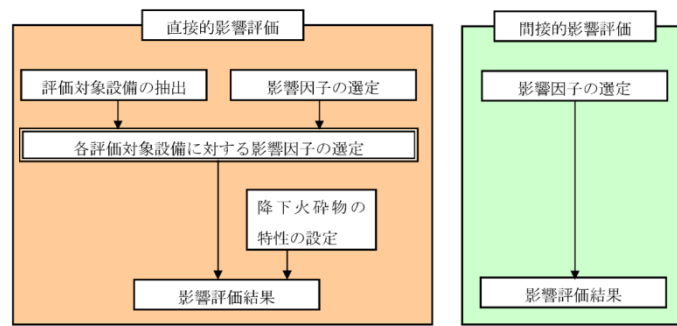 直接的影響評価
評価対象設備の抽出
影響因子の選定
各評価対象設備に対する影響因子の選定
降下火砕物の
特性の設定
影響評価結果
間接的影響評価
影響因子の選定
影響評価結果